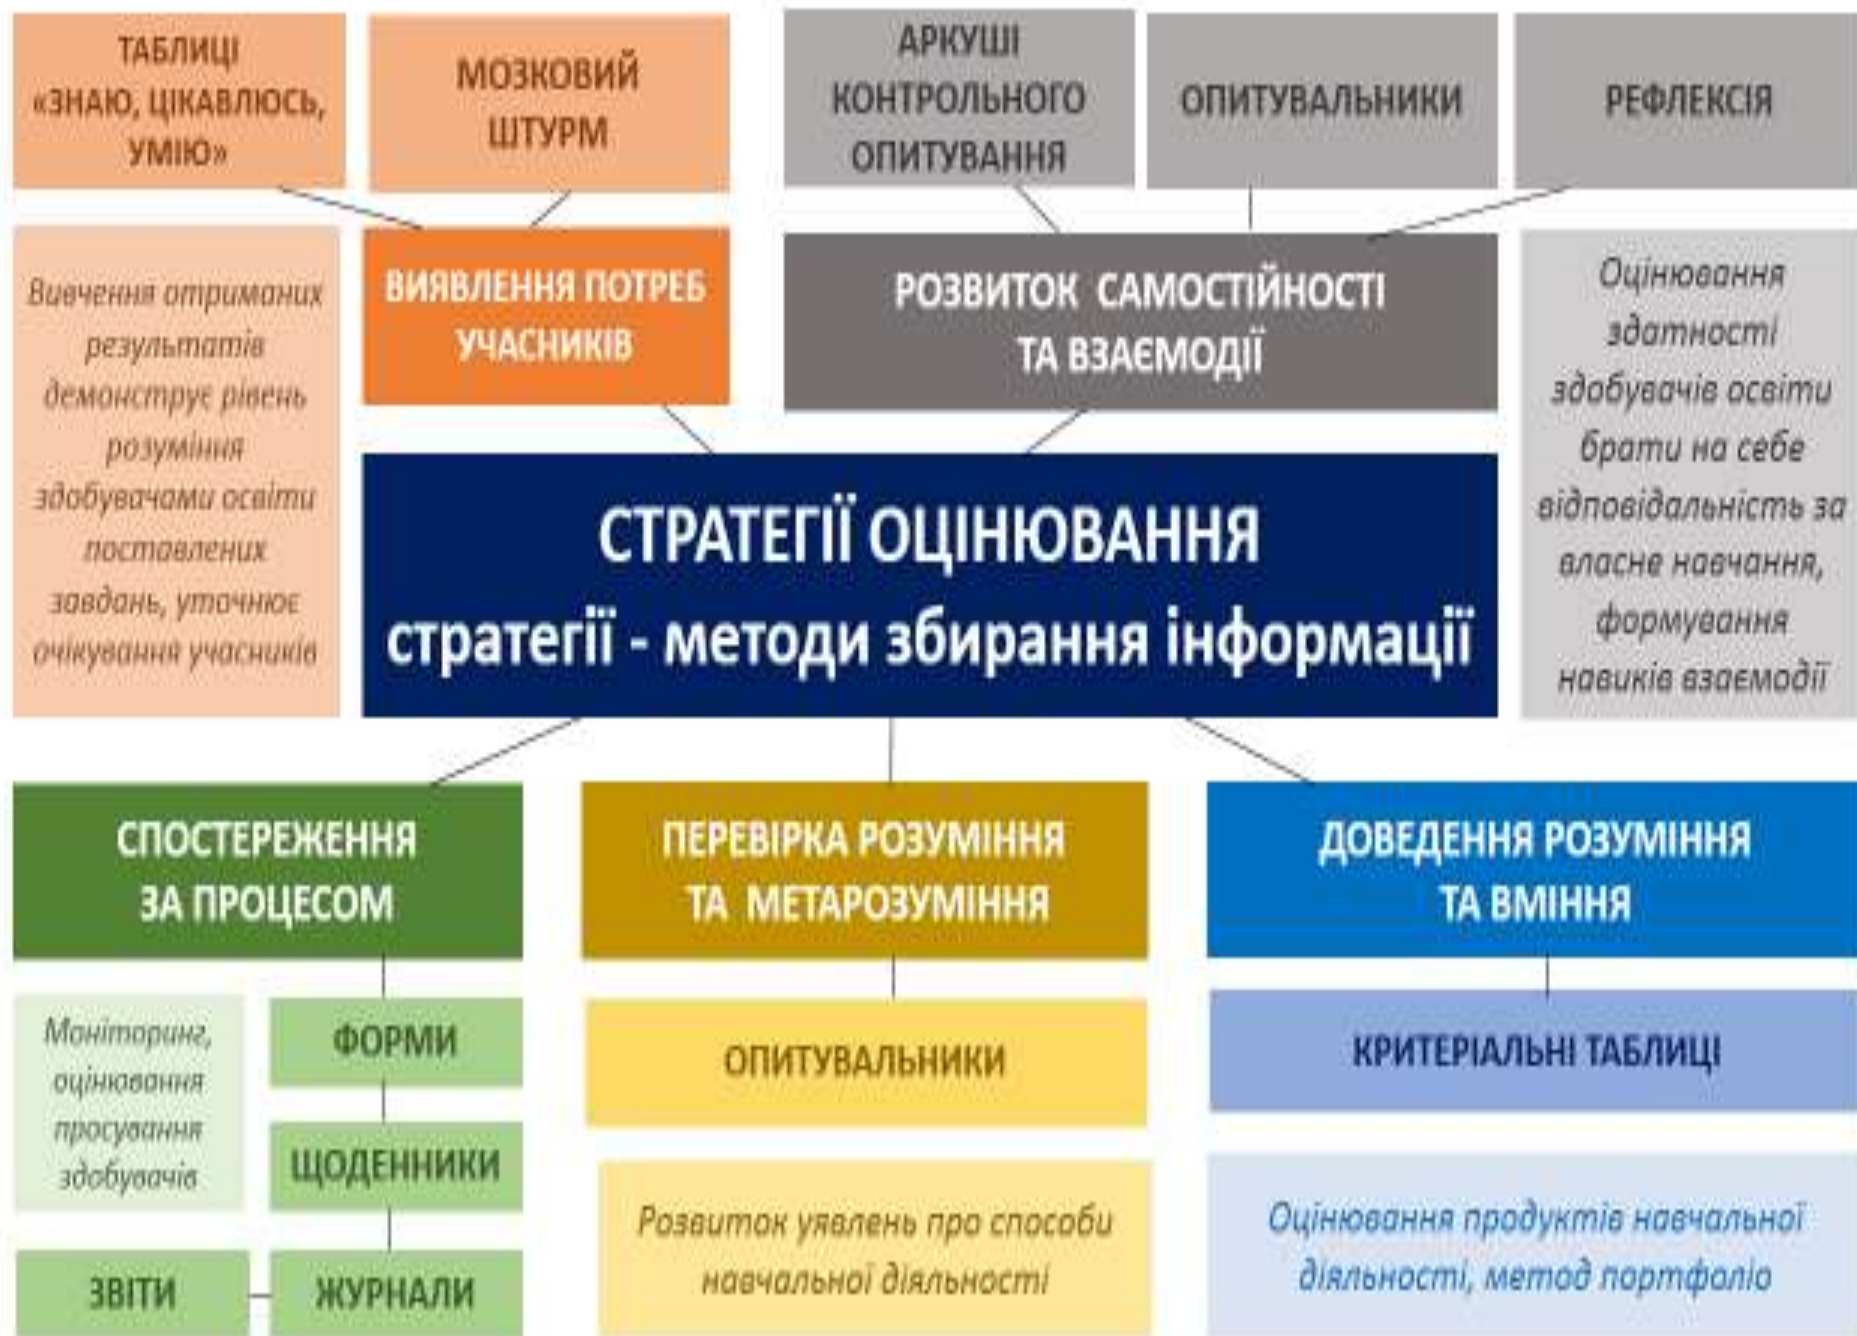 ТАБЛИЦІ
«ЗНАЮ, ЦІКАВЛЮСЬ,
УМІЮ»
МОЗКОВИЙ
ШТУРМ
АРКУШІ
КОНТРОЛЬНОГО
ОПИТУВАННЯ
ОПИТУВАЛЬНИКИ
РЕФЛЕКСІЯ
Вивчення отриманих
результатів
демонструє рівень
розуміння
здобувачами освіти
поставлених
завдань, уточнює
очікування учасників
ВИЯВЛЕННЯ ПОТРЕБ
УЧАСНИКІВ
РОЗВИТОК САМОСТІЙНОСТІ
ТА ВЗАЄМОДІЇ
Оцінювання
здатності
здобувачів освіти
брати на себе
відповідальність за
власне навчання,
формування
навиків взаємодії
СТРАТЕГІЇ ОЦІНЮВАННЯ
стратегії - методи збирання інформації
СПОСТЕРЕЖЕННЯ
ЗА ПРОЦЕСОМ
ПЕРЕВІРКА РОЗУМІННЯ
ТА МЕТАРОЗУМІННЯ
ДОВЕДЕННЯ РОЗУМІННЯ
ТА ВМІННЯ
Моніторинг,
оцінювання
просування
здобувачів
ФОРМИ
ЩОДЕННИКИ
ЗВІТИ
ЖУРНАЛИ
ОПИТУВАЛЬНИКИ
Розвиток уявлень про способи
навчальної діяльності
КРИТЕРІАЛЬНІ ТАБЛИЦІ
Оцінювання продуктів навчальної
діяльності, метод портфоліо